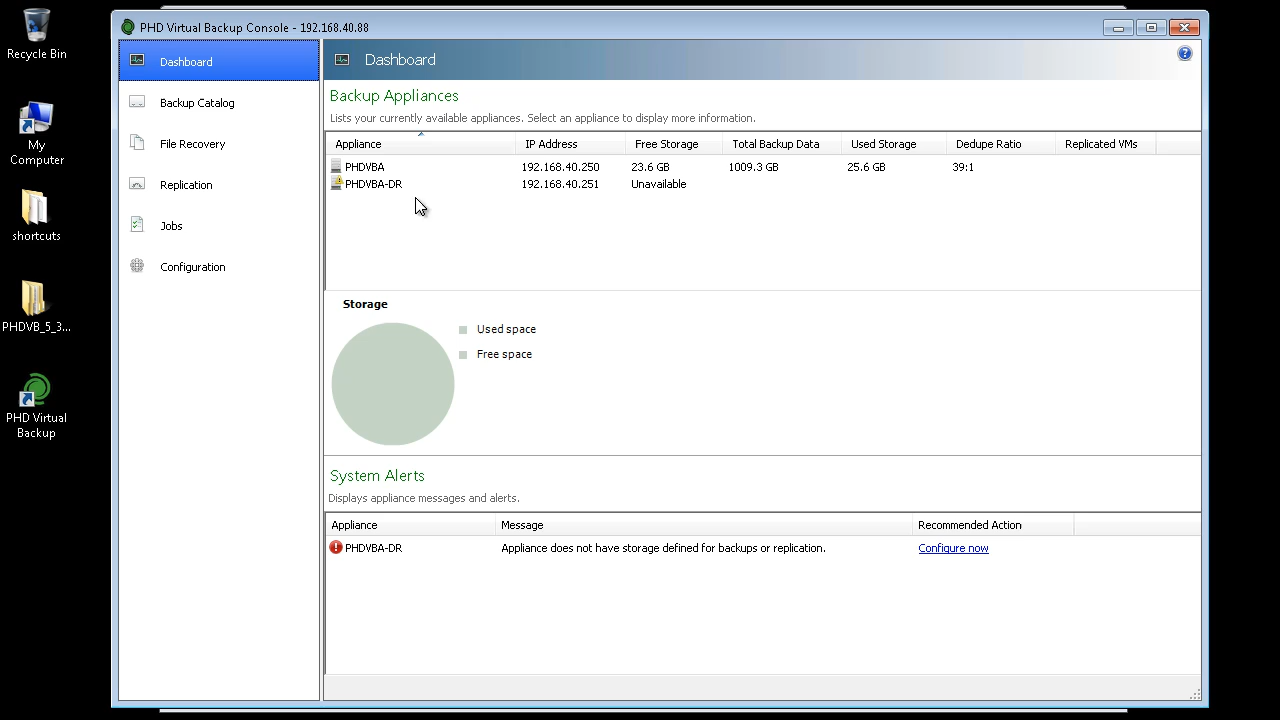 Recycle Bin
My
Computer
shortcuts
PHDVB_5_3...
PHD Virtual
Backup
PHD Virtual Backup Console - 192.168.40.88
Dashboard
Backup Catalog
File Recovery
Replication
Jobs
Configuration
Dashboard
?
Backup Appliances
Lists your currently available appliances. Select an appliance to display more information.
Appliance IP Address Free Storage Total Backup Data Used Storage Dedupe Ratio Replicated VMs
PHDVBA 192.168.40.250 23.6 GB 1009.3 GB 25.6 GB 39:1
PHDVBA-DR 192.168.40.251 Unavailable
Storage
Used space
Free space
System Alerts
Displays appliance messages and alerts.
Appliance Message Recommended Action
PHDVBA-DR Appliance does not have storage defined for backups or replication. Configure now